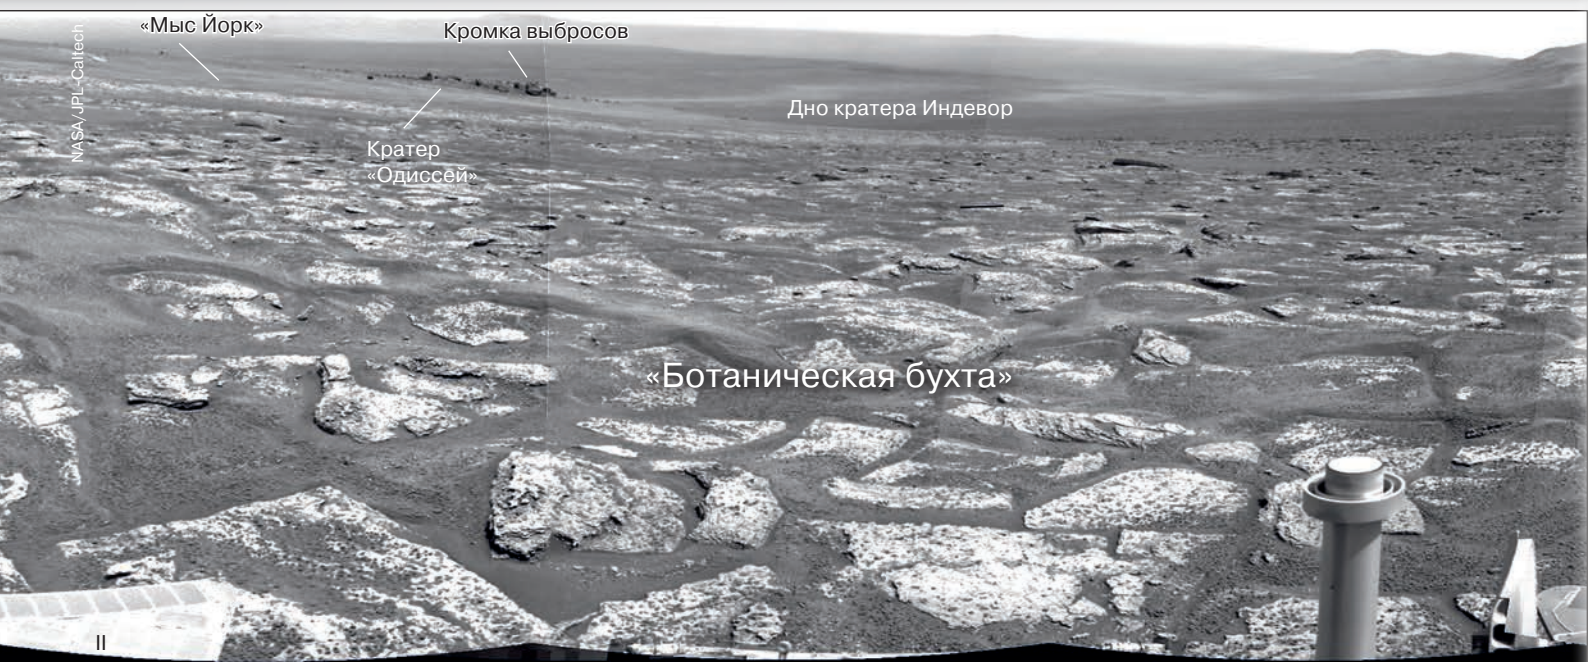 «Мыс Йорк»
Кромка выбросов
NASA/JPL-Caltech
Дно кратера Индевор
Кратер
«Одиссей»
«Ботаническая бухта»
II